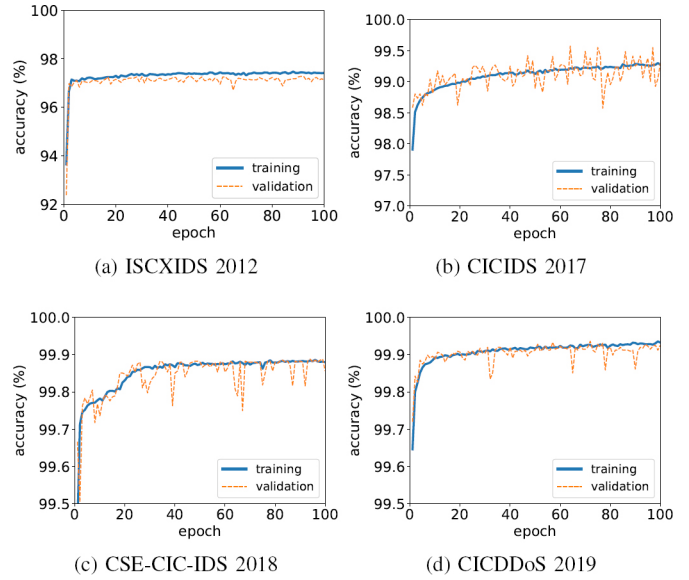 100
98
96
94
92
accuracy (%)
training
validation
0
20
40
60
80
100
epoch
(a) ISCXIDS 2012
99.5
99.0
98.5
98.0
97.5
97.0
accuracy (%)
training
validation
0
20
40
60
80
100
epoch
(b) CICIDS 2017
100.0
99.9
99.8
99.7
99.6
99.5
accuracy (%)
training
validation
0
20
40
60
80
100
epoch
(c) CSE-CIC-IDS 2018
100.0
99.9
99.8
99.7
99.6
99.5
accuracy (%)
training
validation
0
20
40
60
80
100
epoch
(d) CICDDoS 2019